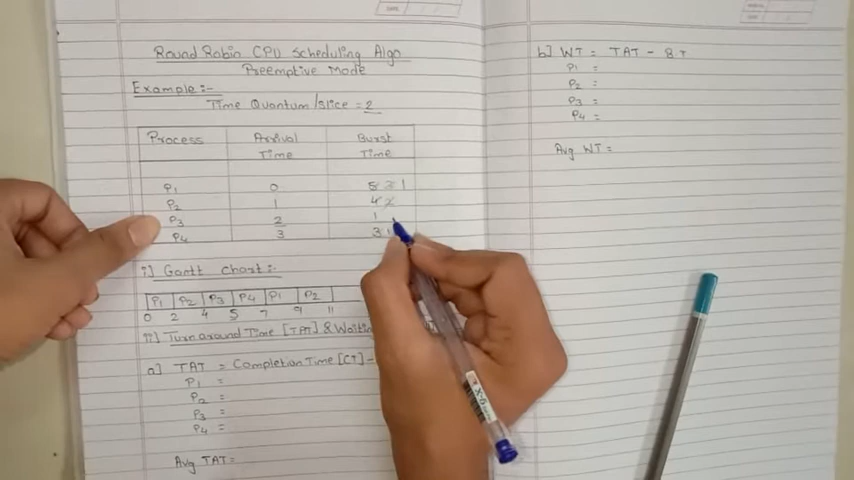 Round Robin CPU Scheduling Algo
Preemptive Mode
Example:-
Time Quantum/slice = 2
Process Arrival Time Burst Time
P1 0 5 3 1
P2 1 4 2
P3 2 1
P4 3 3 1
i] Gantt Chart:-
P1 P2 P3 P4 P1 P2
0 2 4 5 7 9 11
ii] Turnaround Time [TAT] & Waiting
a] TAT = Completion Time [CT] -
P1 =
P2 =
P3 =
P4 =
Avg TAT=
b] WT = TAT - BT
P1 =
P2 =
P3 =
P4 =
Avg WT =